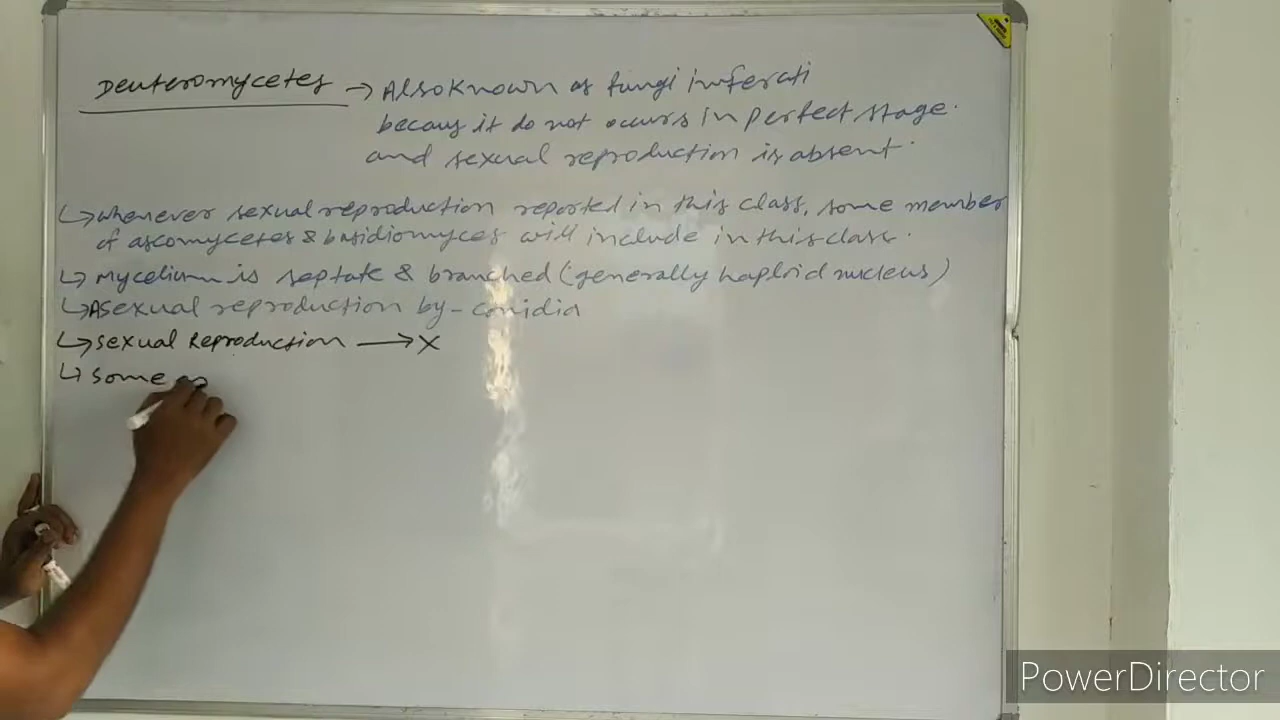 Deuteromycetes → Also Known as fungi imferati
becaus it do not occurs in perfect stage.
and sexual reproduction is absent.
↳ whenever sexual reproduction reported in this class, some member
of ascomycetes & basidiomyces will include in this class.
↳ mycelium is septate & branched (generally haploid nucleus)
↳ Asexual reproduction by - conidia
↳ sexual Reproduction → X
↳ some
PowerDirector